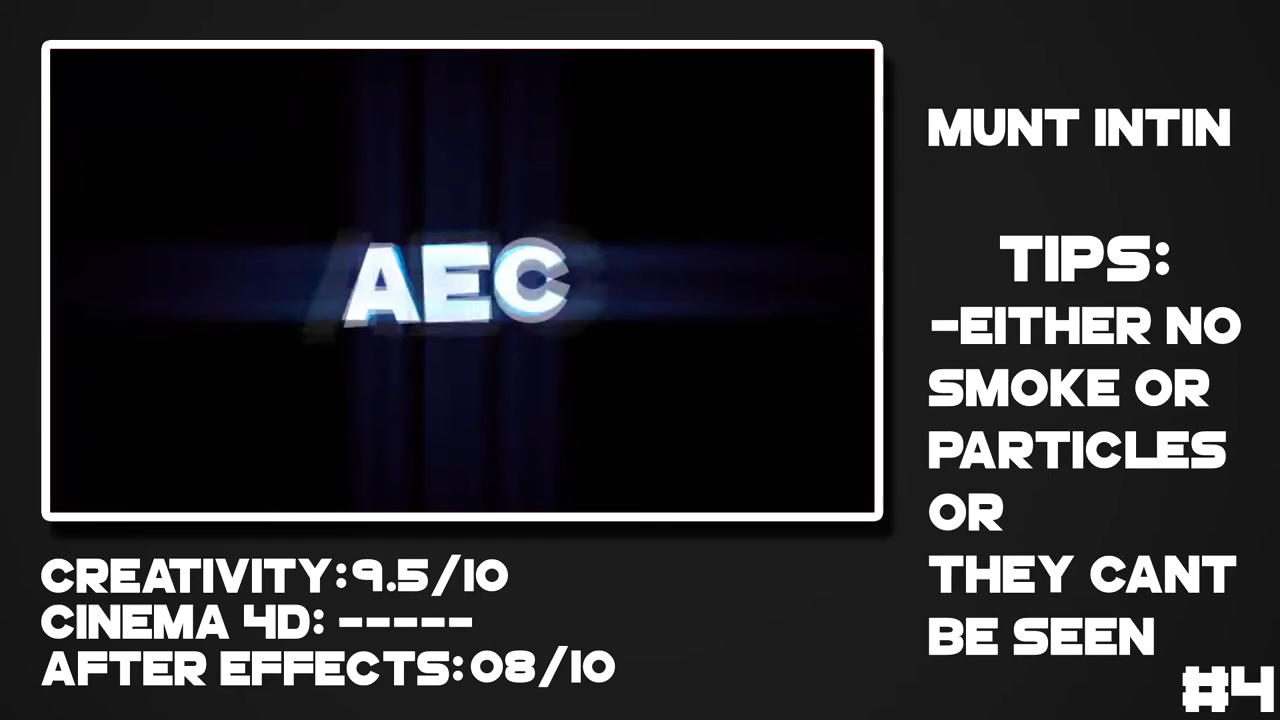 AEC
MUNT INTIN
TIPS:
-EITHER NO
SMOKE OR
PARTICLES
OR
THEY CANT
BE SEEN
CREATIVITY:9.5/10
CINEMA 4D: -----
AFTER EFFECTS:08/10
#4